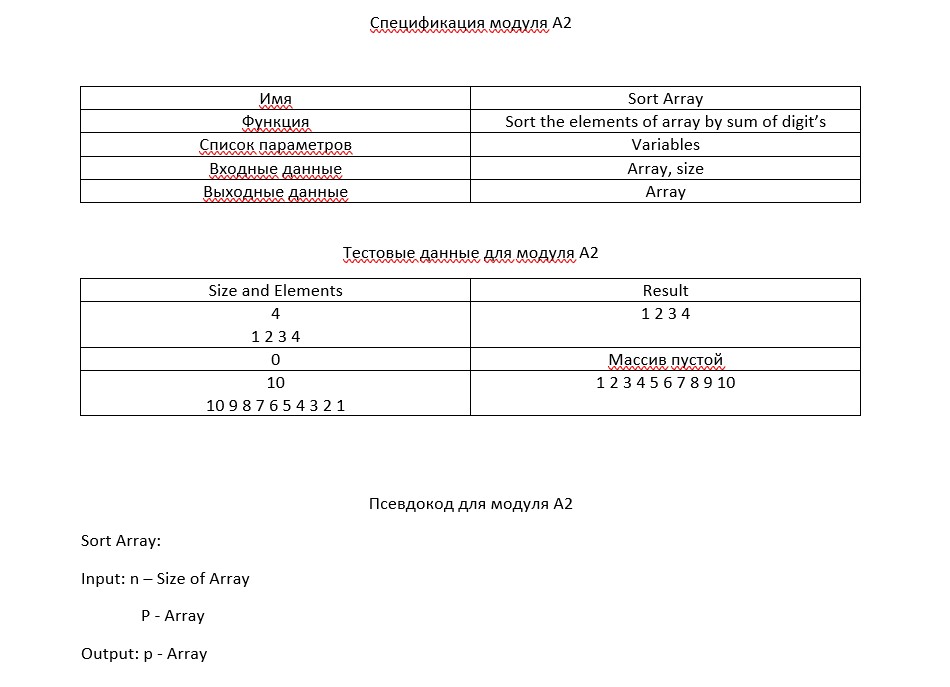 Спецификация модуля А2
Имя Sort Array
Функция Sort the elements of array by sum of digit’s
Список параметров Variables
Входные данные Array, size
Выходные данные Array
Тестовые данные для модуля А2
Size and Elements Result
4 1 2 3 4
1 2 3 4
0 Массив пустой
10 1 2 3 4 5 6 7 8 9 10
10 9 8 7 6 5 4 3 2 1
Псевдокод для модуля А2
Sort Array:
Input: n – Size of Array
P - Array
Output: p - Array